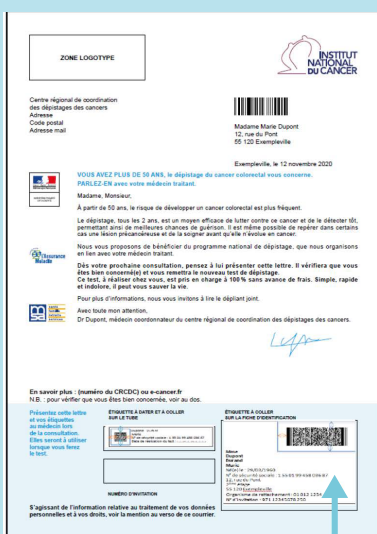 ZONE LOGOTYPE
INSTITUT
NATIONAL
DU CANCER
Centre régional de coordination
des dépistages des cancers
Adresse
Code postal
Adresse mail
Madame Marie Dupont
12, rue du Pont
55 120 Exempleville
Exempleville, le 12 novembre 2020
VOUS AVEZ PLUS DE 50 ANS, le dépistage du cancer colorectal vous concerne.
PARLEZ-EN avec votre médecin traitant.
Madame, Monsieur,
À partir de 50 ans, le risque de développer un cancer colorectal est plus fréquent.
Le dépistage, tous les 2 ans, est un moyen efficace de lutter contre ce cancer et de le détecter tôt,
permettant ainsi de meilleures chances de guérison. Il est même possible de repérer dans certains
cas une lésion précancéreuse et de la soigner avant qu'elle n'évolue en cancer.
l'Assurance
Maladie
Nous vous proposons de bénéficier du programme national de dépistage, que nous organisons
en lien avec votre médecin traitant.
Dès votre prochaine consultation, pensez à lui présenter cette lettre. Il vérifiera que vous
êtes bien concerné(e) et vous remettra le nouveau test de dépistage.
Ce test, à réaliser chez vous, est pris en charge à 100 % sans avance de frais. Simple, rapide
et indolore, il peut vous sauver la vie.
Pour plus d'informations, nous vous invitons à lire le dépliant joint.
Avec toute mon attention,
Dr Dupont, médecin coordonnateur du centre régional de coordination des dépistages des cancers.
En savoir plus : (numéro du CRCDC) ou e-cancer.fr
N.B. : pour vérifier que vous êtes bien concernée, voir au dos.
Présentez cette lettre
et vos étiquettes
au médecin lors
de la consultation.
Elles seront à utiliser
lorsque vous ferez
le test.
ÉTIQUETTE À DATER ET À COLLER
SUR LE TUBE
NUMÉRO D'INVITATION
ÉTIQUETTE À COLLER
SUR LA FICHE D'IDENTIFICATION
Mme
Dupont
Durand
Marie
12, rue du Pont
55 120 Exempleville
S'agissant de l'information relative au traitement de vos données
personnelles et à vos droits, voir la mention au verso de ce courrier.